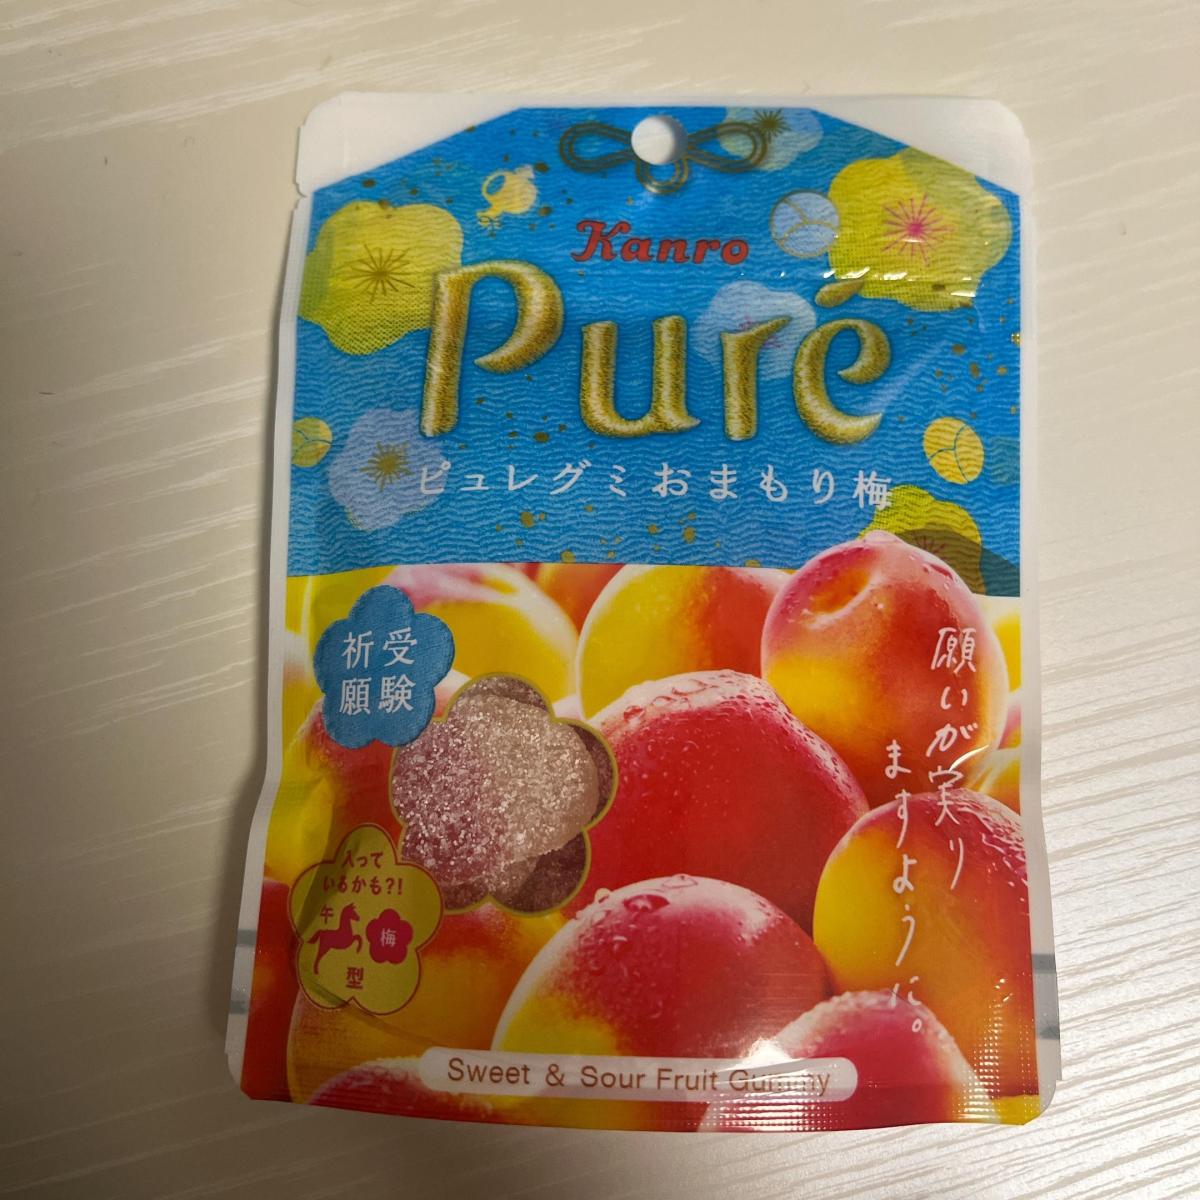 Kanro
Puré
ピュレグミおまもり梅
受験
祈願
願いが実り
ますように。
入って
いるかも?!
午
梅
型
Sweet & Sour Fruit Gummy